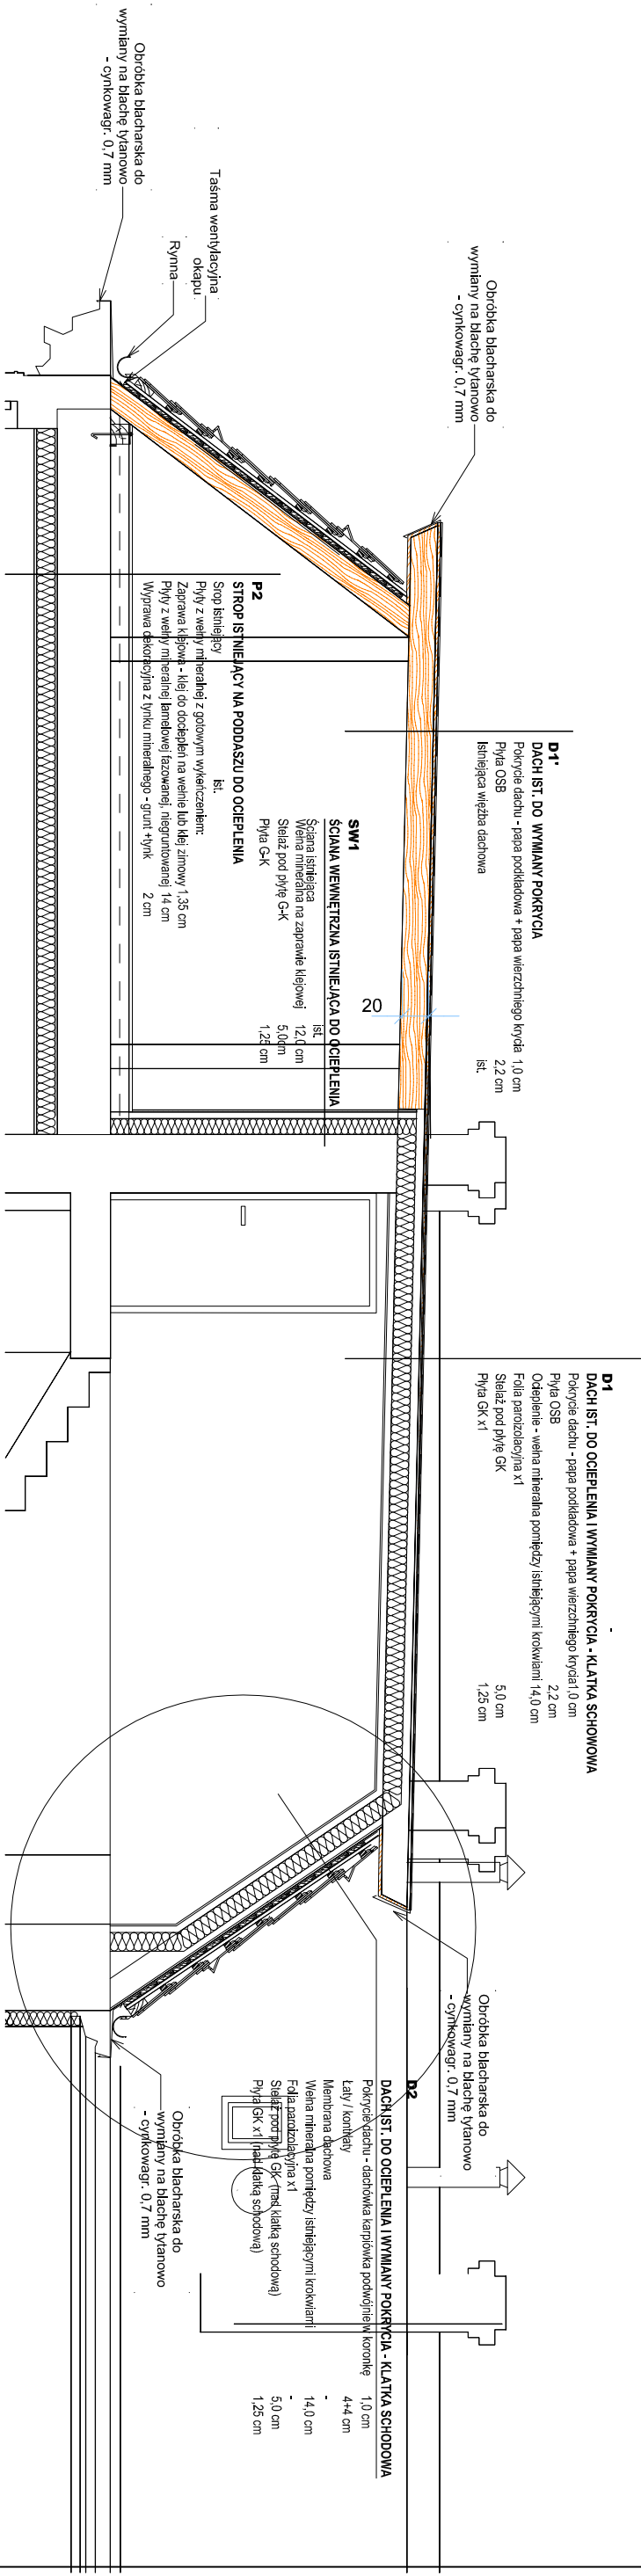 Obróbka blacharska do
wymiany na blachę tytanowo
- cynkowagr. 0,7 mm
Taśma wentylacyjna
okapu
Rynna
Obróbka blacharska do
wymiany na blachę tytanowo
- cynkowagr. 0,7 mm
P2
STROP ISTNIEJĄCY NA PODDASZU DO OCIEPLENIA
Srop istniejący ist.
Płyty z wełny mineralnej z gotowym wykończeniem:
Zaprawa klejowa - klej do dociepleń na wełnie lub klej zimowy 1,35 cm
Płyty z wełny mineralnej lamelowej fazowanej, niegruntowanej 14 cm
Wyprawa dekoracyjna z tynku mineralnego - grunt +tynk 2 cm
D1'
DACH IST. DO WYMIANY POKRYCIA
Pokrycie dachu - papa podkładowa + papa wierzchniego krycia 1,0 cm
Płyta OSB 2,2 cm
Istniejąca więźba dachowa ist.
SW1
ŚCIANA WEWNĘTRZNA ISTNIEJĄCA DO OCIEPLENIA
Ściana istniejąca ist.
Wełna mineralna na zaprawie klejowej 12,0 cm
Stelaż pod płytę G-K 5,0cm
Płyta G-K 1,25 cm
20
D1
DACH IST. DO OCIEPLENIA I WYMIANY POKRYCIA - KLATKA SCHOWOWA
Pokrycie dachu - papa podkładowa + papa wierzchniego krycia1,0 cm
Płyta OSB 2,2 cm
Ocieplenie - wełna mineralna pomiędzy istniejącymi krokwiami 14,0 cm
Folia paroizolacyjna x1 -
Stelaż pod płytę GK 5,0 cm
Płyta GK x1 1,25 cm
Obróbka blacharska do
wymiany na blachę tytanowo
- cynkowagr. 0,7 mm
D2
DACH IST. DO OCIEPLENIA I WYMIANY POKRYCIA - KLATKA SCHODOWA
Pokrycie dachu - dachówka karpiówka podwójnie w koronkę 1,0 cm
Łaty / kontrłaty 4+4 cm
Membrana dachowa -
Wełna mineralna pomiędzy istniejącymi krokwiami 14,0 cm
Folia paroizolacyjna x1 -
Stelaż pod płytę GK (nad klatką schodową) 5,0 cm
Płyta GK x1 (nad klatką schodową) 1,25 cm
Obróbka blacharska do
wymiany na blachę tytanowo
- cynkowagr. 0,7 mm